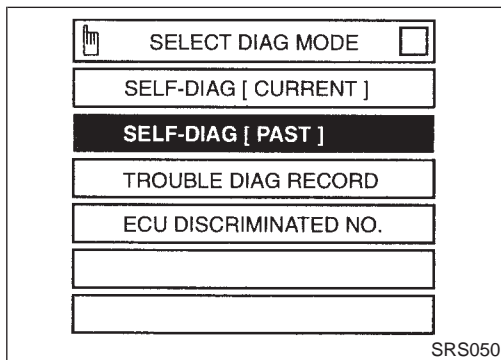 SELECT DIAG MODE
SELF-DIAG [ CURRENT ]
SELF-DIAG [ PAST ]
TROUBLE DIAG RECORD
ECU DISCRIMINATED NO.
SRS050